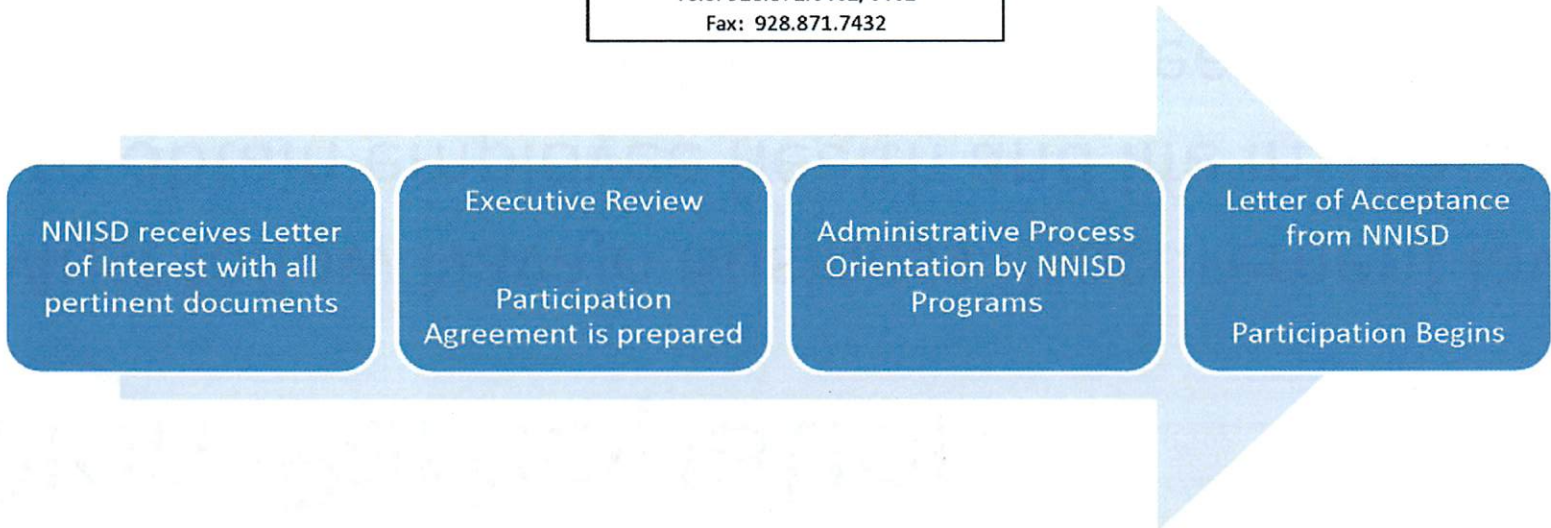 Fax: 928.871.7432
NNISD receives Letter
of Interest with all
pertinent documents
Executive Review
Participation
Agreement is prepared
Administrative Process
Orientation by NNISD
Programs
Letter of Acceptance
from NNISD
Participation Begins